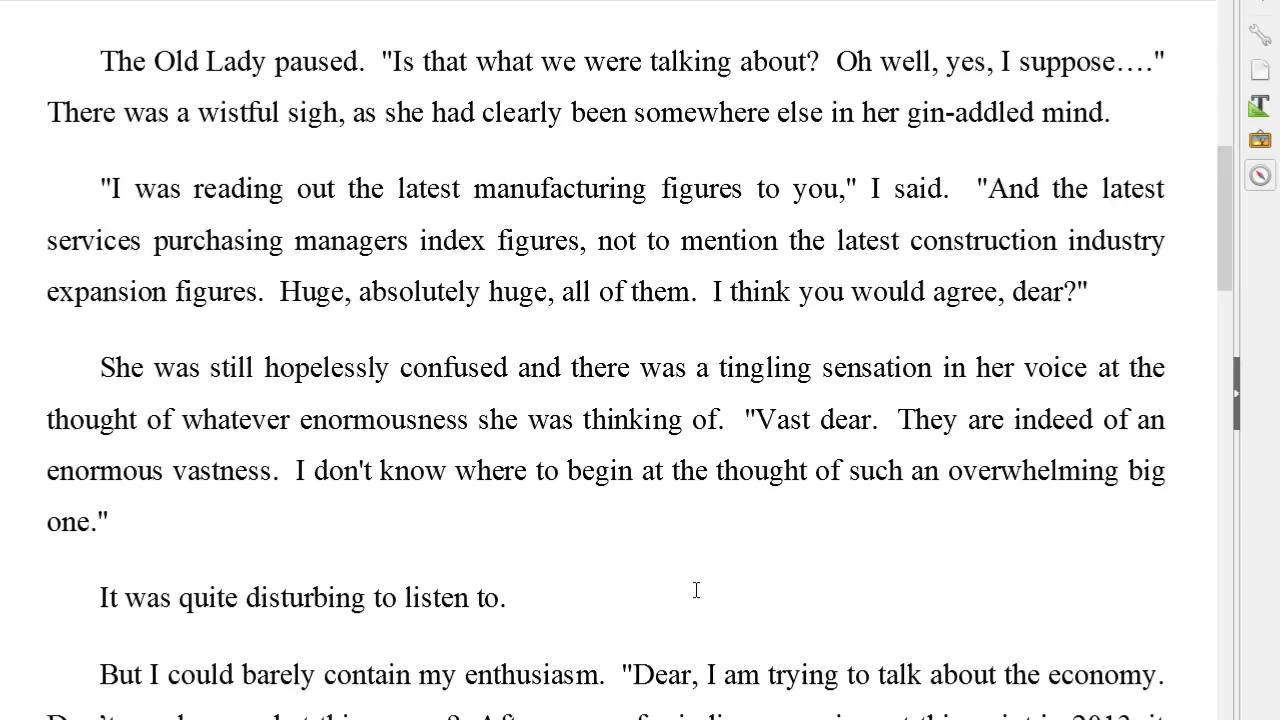 The Old Lady paused.  "Is that what we were talking about?  Oh well, yes, I suppose…."
There was a wistful sigh, as she had clearly been somewhere else in her gin-addled mind.
"I was reading out the latest manufacturing figures to you," I said.  "And the latest
services purchasing managers index figures, not to mention the latest construction industry
expansion figures.  Huge, absolutely huge, all of them.  I think you would agree, dear?"
She was still hopelessly confused and there was a tingling sensation in her voice at the
thought of whatever enormousness she was thinking of.  "Vast dear.  They are indeed of an
enormous vastness.  I don't know where to begin at the thought of such an overwhelming big
one."
It was quite disturbing to listen to.
But I could barely contain my enthusiasm.  "Dear, I am trying to talk about the economy.